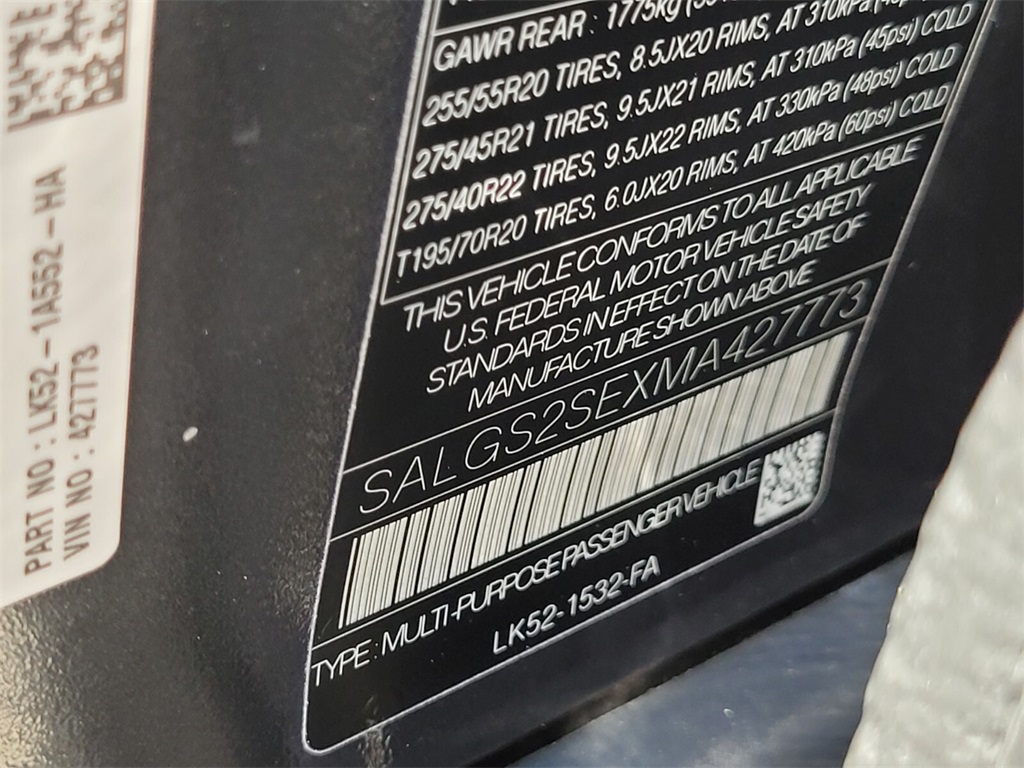 GAWR REAR : 1775kg
255/55R20 TIRES, 8.5JX20 RIMS, AT 310kPa
275/45R21 TIRES, 9.5JX21 RIMS, AT 310kPa (45psi) COLD
275/40R22 TIRES, 9.5JX22 RIMS, AT 330kPa (48psi) COLD
T195/70R20 TIRES, 6.0JX20 RIMS, AT 420kPa (60psi) COLD
THIS VEHICLE CONFORMS TO ALL APPLICABLE
U.S. FEDERAL MOTOR VEHICLE SAFETY
STANDARDS IN EFFECT ON THE DATE OF
MANUFACTURE SHOWN ABOVE
SALGS2SEXMA427773
TYPE : MULTI-PURPOSE PASSENGER VEHICLE
LK52-1532-FA
PART NO : LK52-1A552-HA
VIN NO : 427773